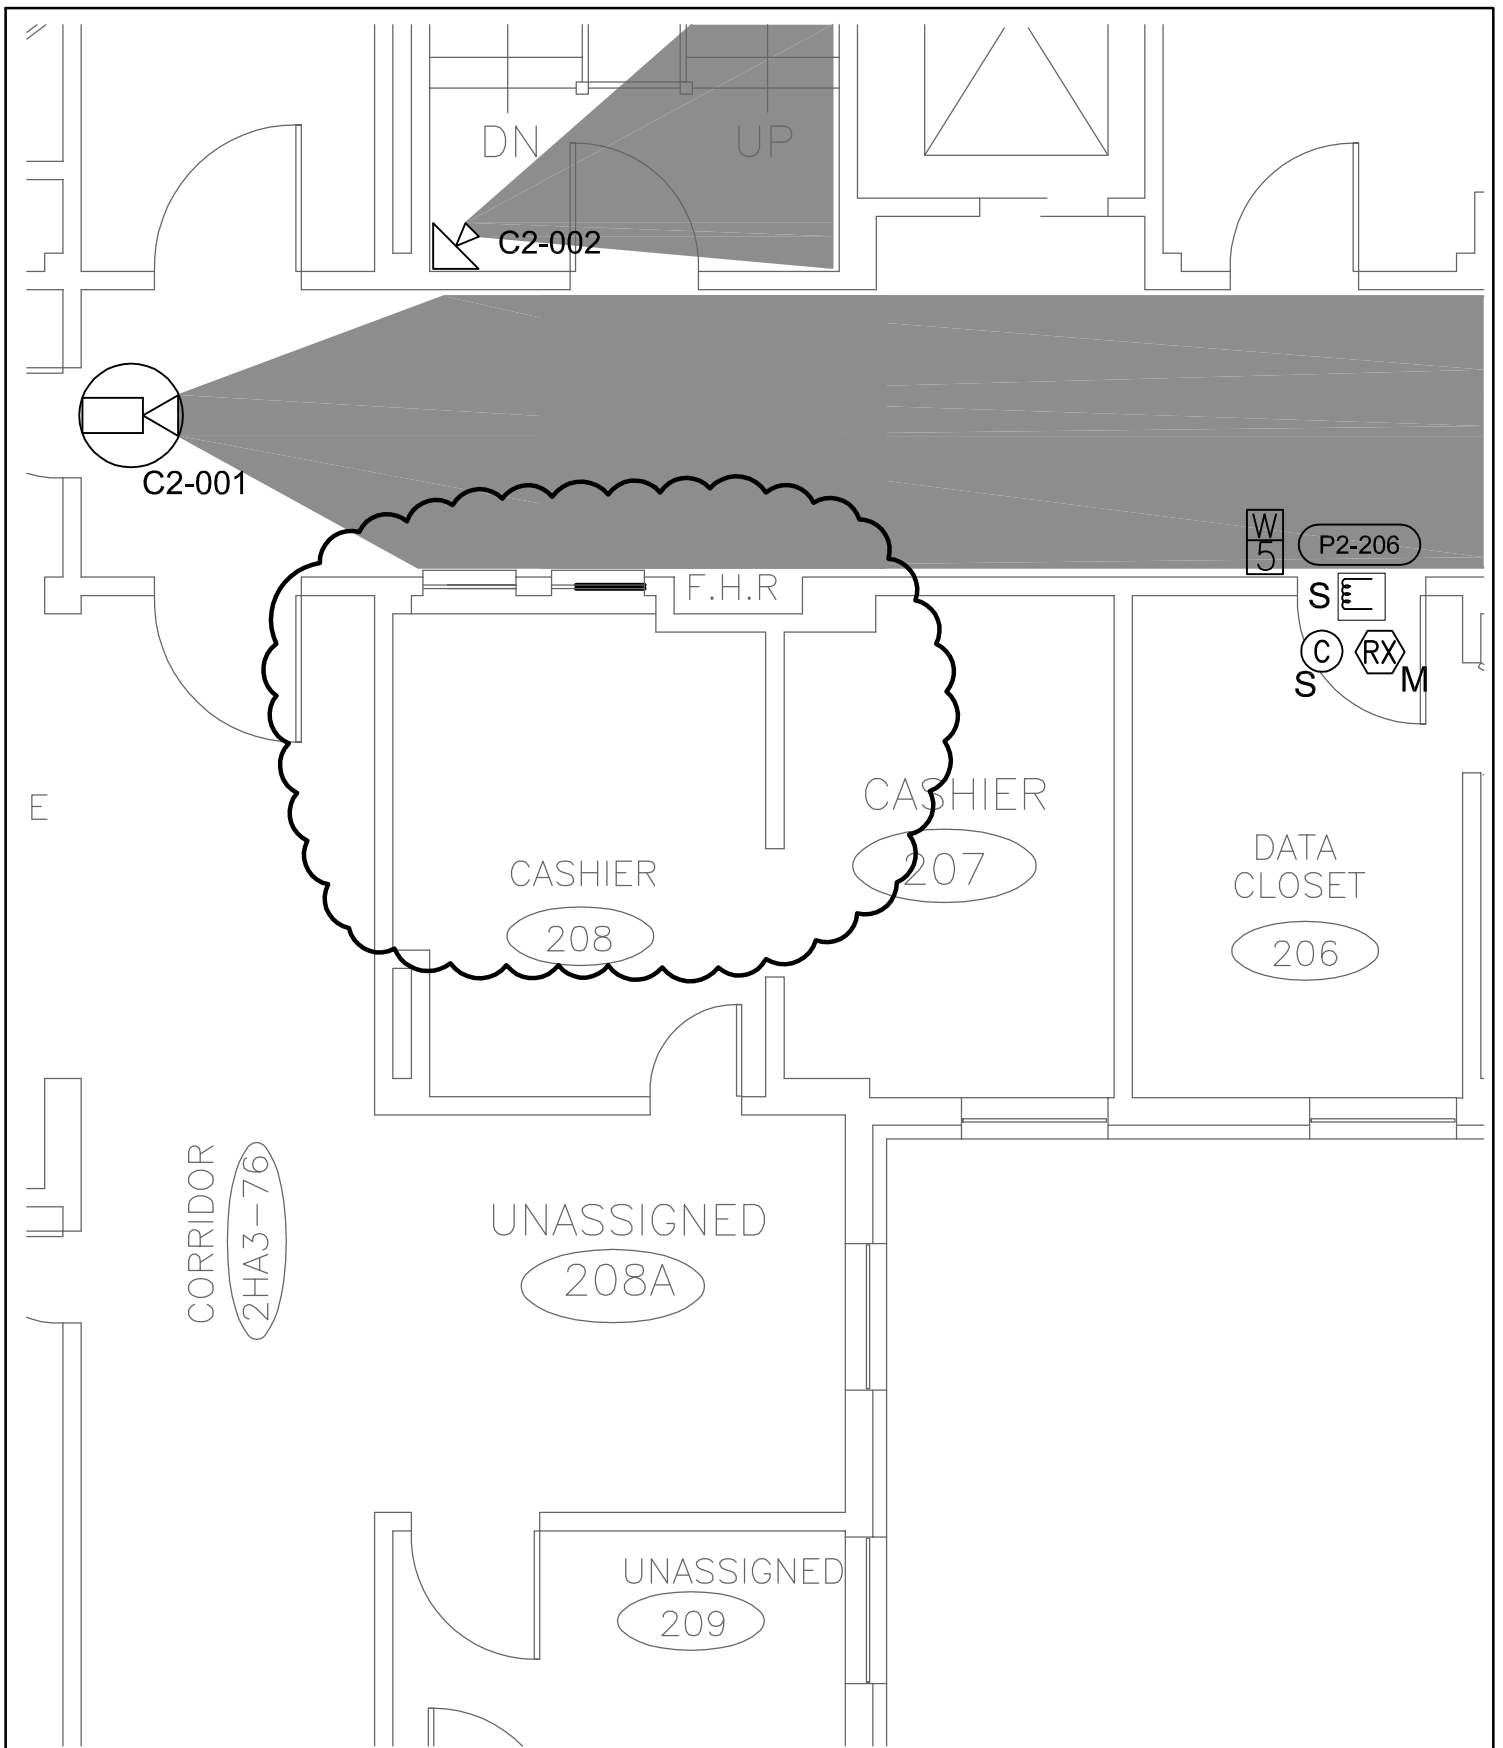 DN
UP
C2-002
C2-001
W
5
P2-206
F.H.R
S
C
RX
S
M
E
CASHIER
207
CASHIER
208
DATA
CLOSET
206
CORRIDOR
2HA3-76
UNASSIGNED
208A
UNASSIGNED
209